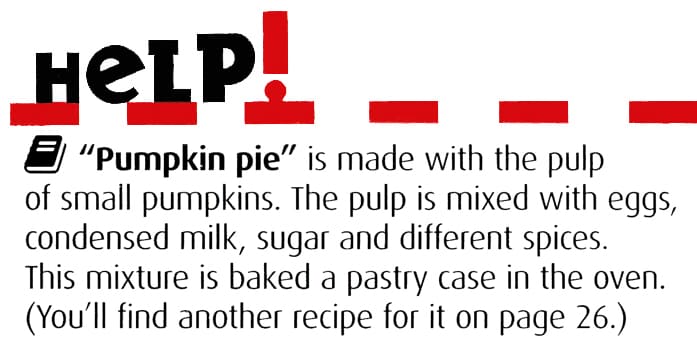 HeLP!
“Pumpkin pie” is made with the pulp
of small pumpkins. The pulp is mixed with eggs,
condensed milk, sugar and different spices.
This mixture is baked a pastry case in the oven.
(You’ll find another recipe for it on page 26.)